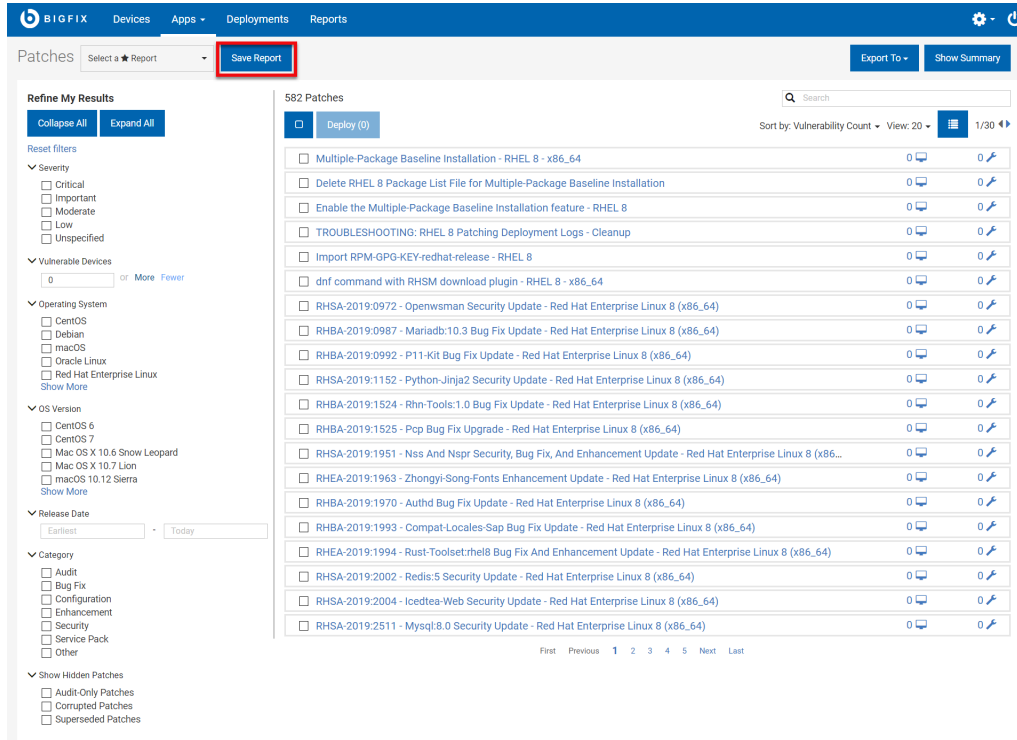 BIGFIX Devices Apps Deployments Reports
Patches Select a ★ Report Save Report Export To Show Summary
Refine My Results
Collapse All Expand All
Reset filters
Severity
Critical
Important
Moderate
Low
Unspecified
Vulnerable Devices
0 or More Fewer
Operating System
CentOS
Debian
macOS
Oracle Linux
Red Hat Enterprise Linux
Show More
OS Version
CentOS 6
CentOS 7
Mac OS X 10.6 Snow Leopard
Mac OS X 10.7 Lion
macOS 10.12 Sierra
Show More
Release Date
Earliest - Today
Category
Audit
Bug Fix
Configuration
Enhancement
Security
Service Pack
Other
Show Hidden Patches
Audit-Only Patches
Corrupted Patches
Superseded Patches
582 Patches Search
Deploy (0) Sort by: Vulnerability Count View: 20 1/30
Multiple-Package Baseline Installation - RHEL 8 - x86_64 0 0
Delete RHEL 8 Package List File for Multiple-Package Baseline Installation 0 0
Enable the Multiple-Package Baseline Installation feature - RHEL 8 0 0
TROUBLESHOOTING: RHEL 8 Patching Deployment Logs - Cleanup 0 0
Import RPM-GPG-KEY-redhat-release - RHEL 8 0 0
dnf command with RHSM download plugin - RHEL 8 - x86_64 0 0
RHSA-2019:0972 - Openwsman Security Update - Red Hat Enterprise Linux 8 (x86_64) 0 0
RHBA-2019:0987 - Mariadb:10.3 Bug Fix Update - Red Hat Enterprise Linux 8 (x86_64) 0 0
RHBA-2019:0992 - P11-Kit Bug Fix Update - Red Hat Enterprise Linux 8 (x86_64) 0 0
RHSA-2019:1152 - Python-Jinja2 Security Update - Red Hat Enterprise Linux 8 (x86_64) 0 0
RHBA-2019:1524 - Rhn-Tools:1.0 Bug Fix Update - Red Hat Enterprise Linux 8 (x86_64) 0 0
RHBA-2019:1525 - Pcp Bug Fix Upgrade - Red Hat Enterprise Linux 8 (x86_64) 0 0
RHSA-2019:1951 - Nss And Nspr Security, Bug Fix, And Enhancement Update - Red Hat Enterprise Linux 8 (x86... 0 0
RHEA-2019:1963 - Zhongyi-Song-Fonts Enhancement Update - Red Hat Enterprise Linux 8 (x86_64) 0 0
RHBA-2019:1970 - Authd Bug Fix Update - Red Hat Enterprise Linux 8 (x86_64) 0 0
RHBA-2019:1993 - Compat-Locales-Sap Bug Fix Update - Red Hat Enterprise Linux 8 (x86_64) 0 0
RHEA-2019:1994 - Rust-Toolset:rhel8 Bug Fix And Enhancement Update - Red Hat Enterprise Linux 8 (x86_64) 0 0
RHSA-2019:2002 - Redis:5 Security Update - Red Hat Enterprise Linux 8 (x86_64) 0 0
RHSA-2019:2004 - Icedtea-Web Security Update - Red Hat Enterprise Linux 8 (x86_64) 0 0
RHSA-2019:2511 - Mysql:8.0 Security Update - Red Hat Enterprise Linux 8 (x86_64) 0 0
First Previous 1 2 3 4 5 Next Last